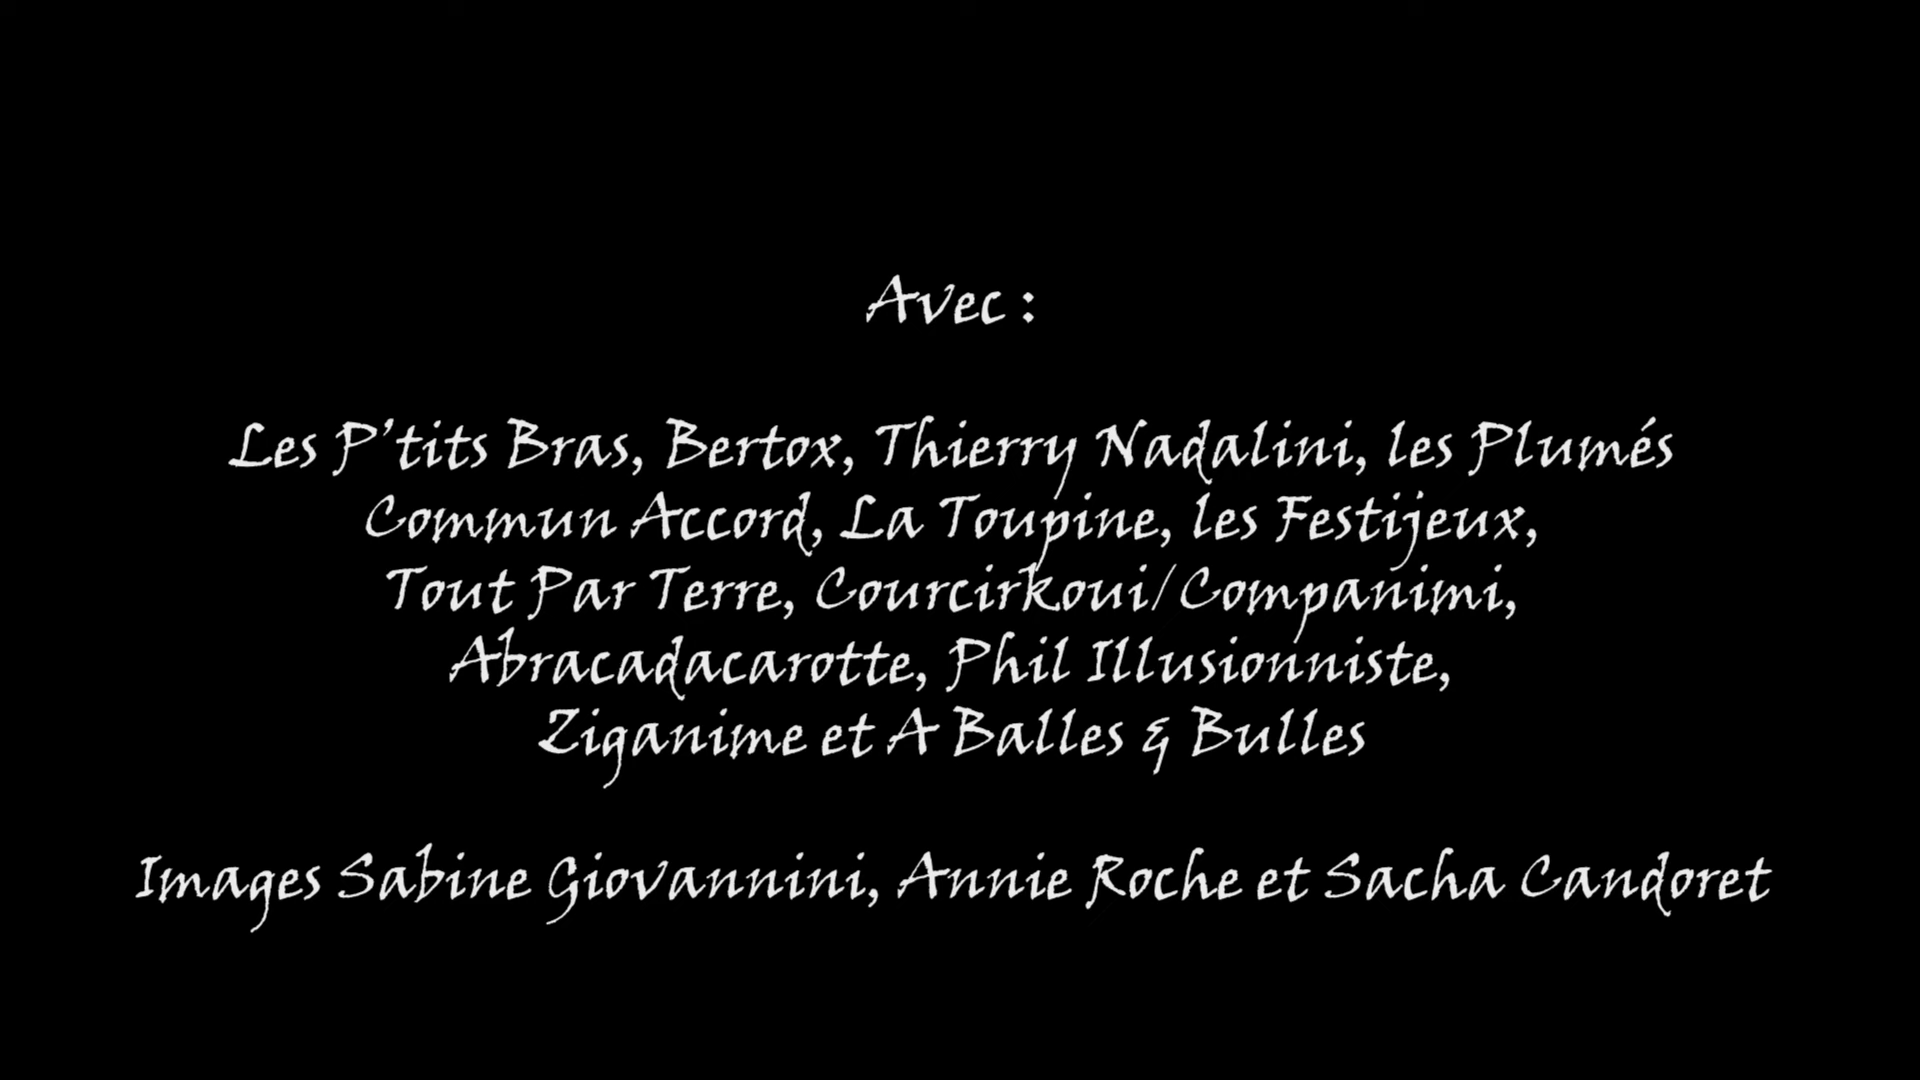 Avec :
Les P'tits Bras, Bertox, Thierry Nadalini, les Plumés
Commun Accord, La Toupine, les Festijeux,
Tout Par Terre, Courcirkoui/Companimi,
Abracadacarotte, Phil Illusionniste,
Ziganime et A Balles & Bulles
Images Sabine Giovannini, Annie Roche et Sacha Candoret